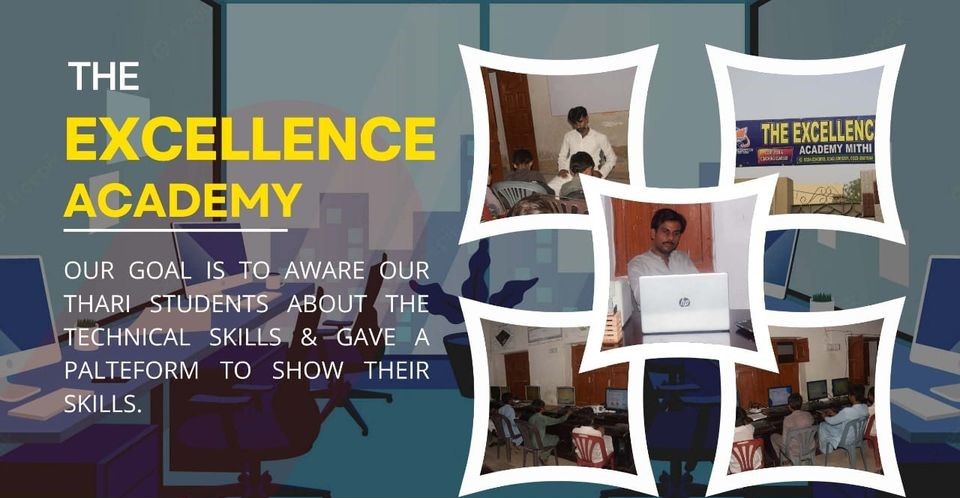 THE
EXCELLENCE
ACADEMY
OUR GOAL IS TO AWARE OUR
THARI STUDENTS ABOUT THE
TECHNICAL SKILLS & GAVE A
PALTEFORM TO SHOW THEIR
SKILLS.
THE EXCELLENC
ACADEMY MITHI
hp